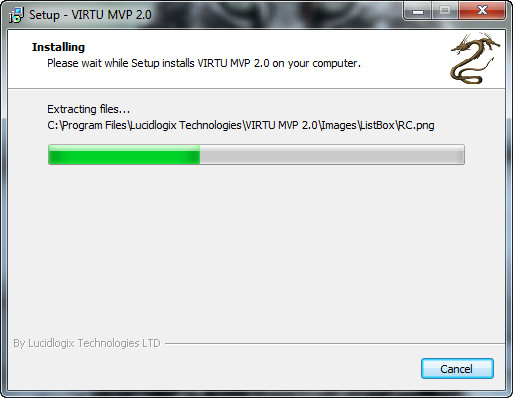 Setup - VIRTU MVP 2.0
Installing
Please wait while Setup installs VIRTU MVP 2.0 on your computer.
Extracting files...
C:\Program Files\Lucidlogix Technologies\VIRTU MVP 2.0\Images\ListBox\RC.png
By Lucidlogix Technologies LTD
Cancel